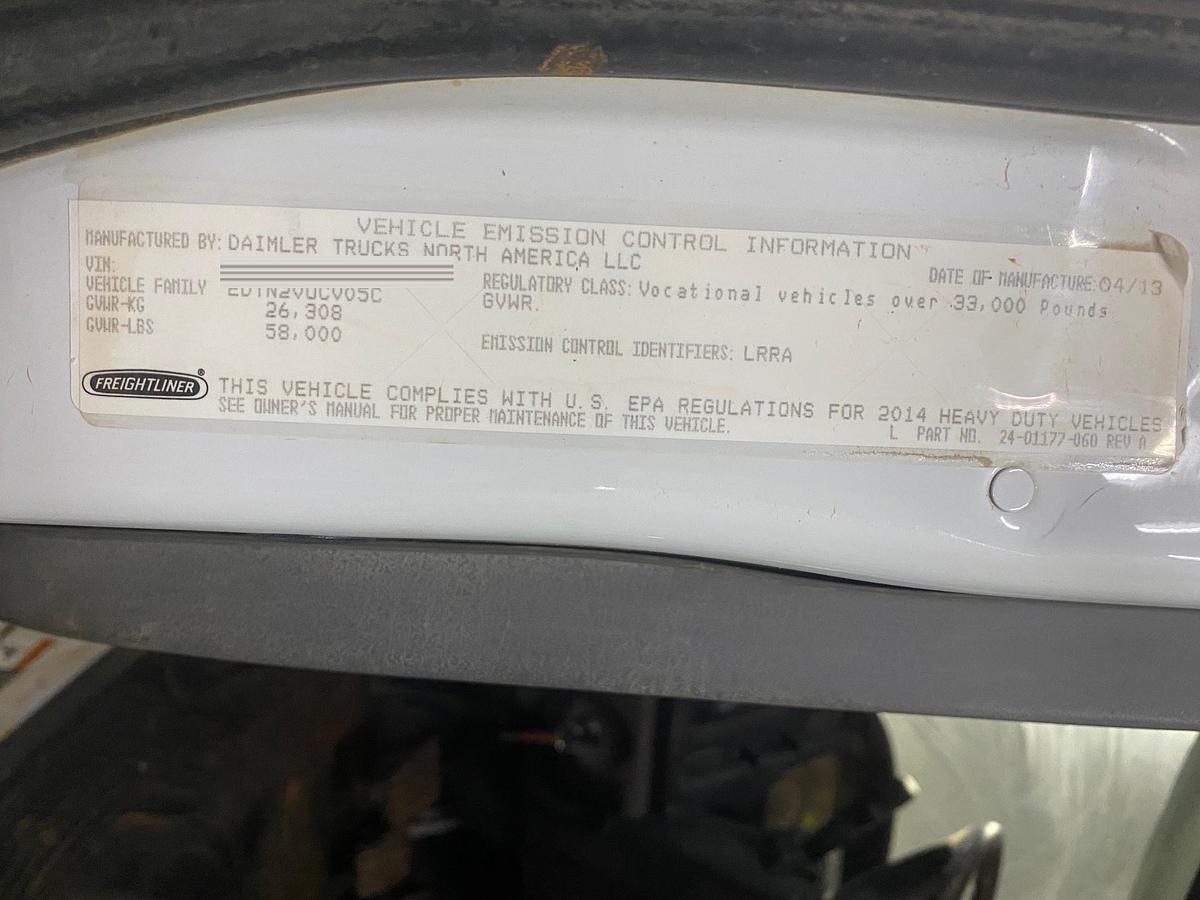 VEHICLE EMISSION CONTROL INFORMATION
MANUFACTURED BY: DAIMLER TRUCKS NORTH AMERICA LLC
DATE OF MANUFACTURE: 04/13
VIN:
VEHICLE FAMILY
REGULATORY CLASS: Vocational vehicles over 33,000 Pounds
GVWR.
GVWR-KG 26,308
GVWR-LBS 58,000
EMISSION CONTROL IDENTIFIERS: LRRA
FREIGHTLINER®
THIS VEHICLE COMPLIES WITH U.S. EPA REGULATIONS FOR 2014 HEAVY DUTY VEHICLES
SEE OWNER'S MANUAL FOR PROPER MAINTENANCE OF THIS VEHICLE.
L PART NO. 24-01177-060 REV A